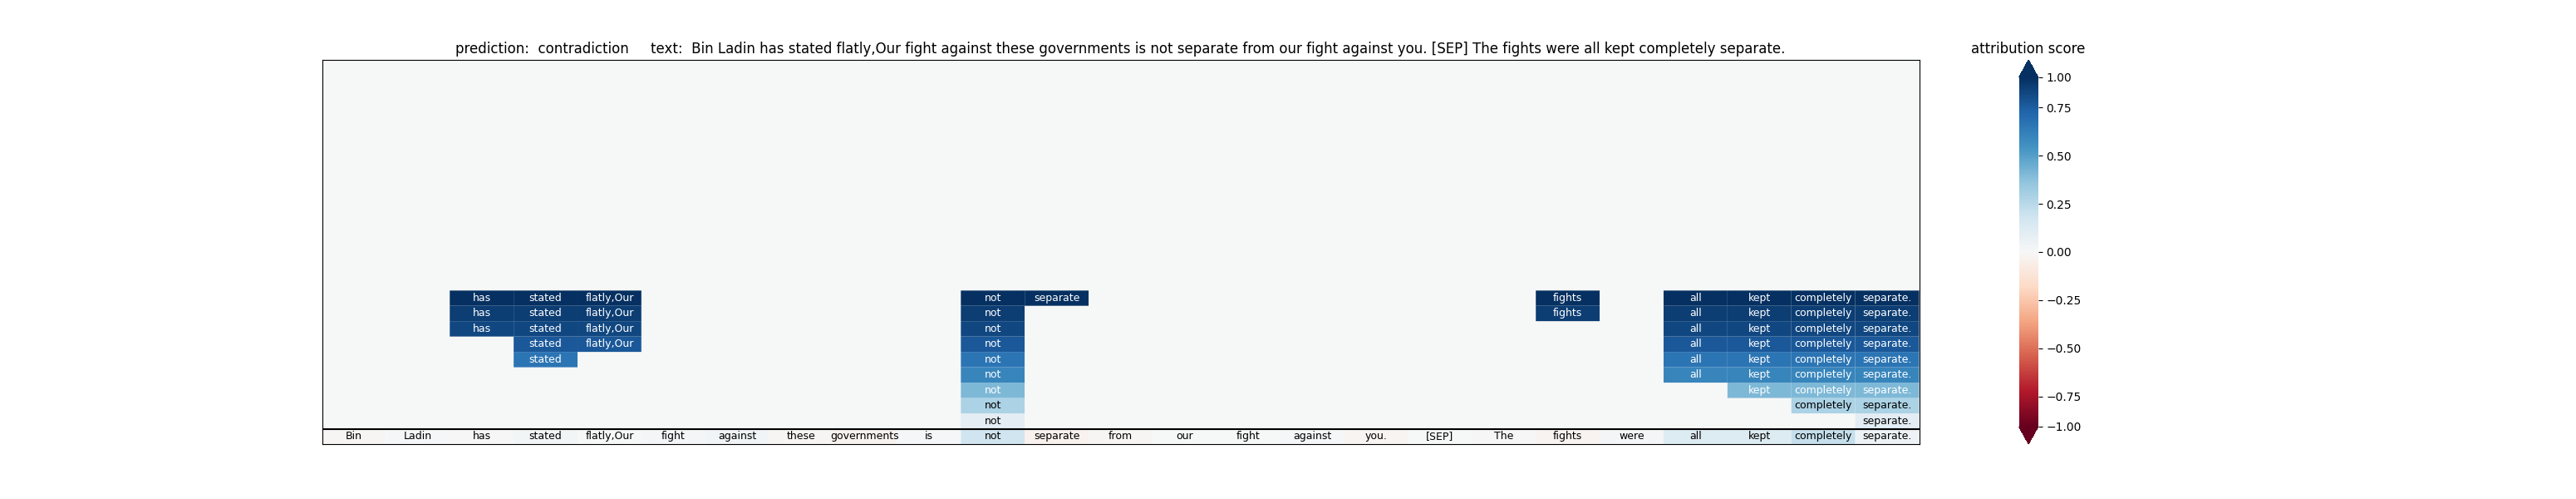 prediction: contradiction text: Bin Ladin has stated flatly,Our fight against these governments is not separate from our fight against you. [SEP] The fights were all kept completely separate.
attribution score
1.00
0.75
0.50
0.25
0.00
−0.25
−0.50
−0.75
−1.00
has stated flatly,Our not separate fights all kept completely separate.
has stated flatly,Our not fights all kept completely separate.
has stated flatly,Our not all kept completely separate.
stated flatly,Our not all kept completely separate.
stated not all kept completely separate.
not all kept completely separate.
not kept completely separate.
not completely separate.
not separate.
Bin Ladin has stated flatly,Our fight against these governments is not separate from our fight against you. [SEP] The fights were all kept completely separate.